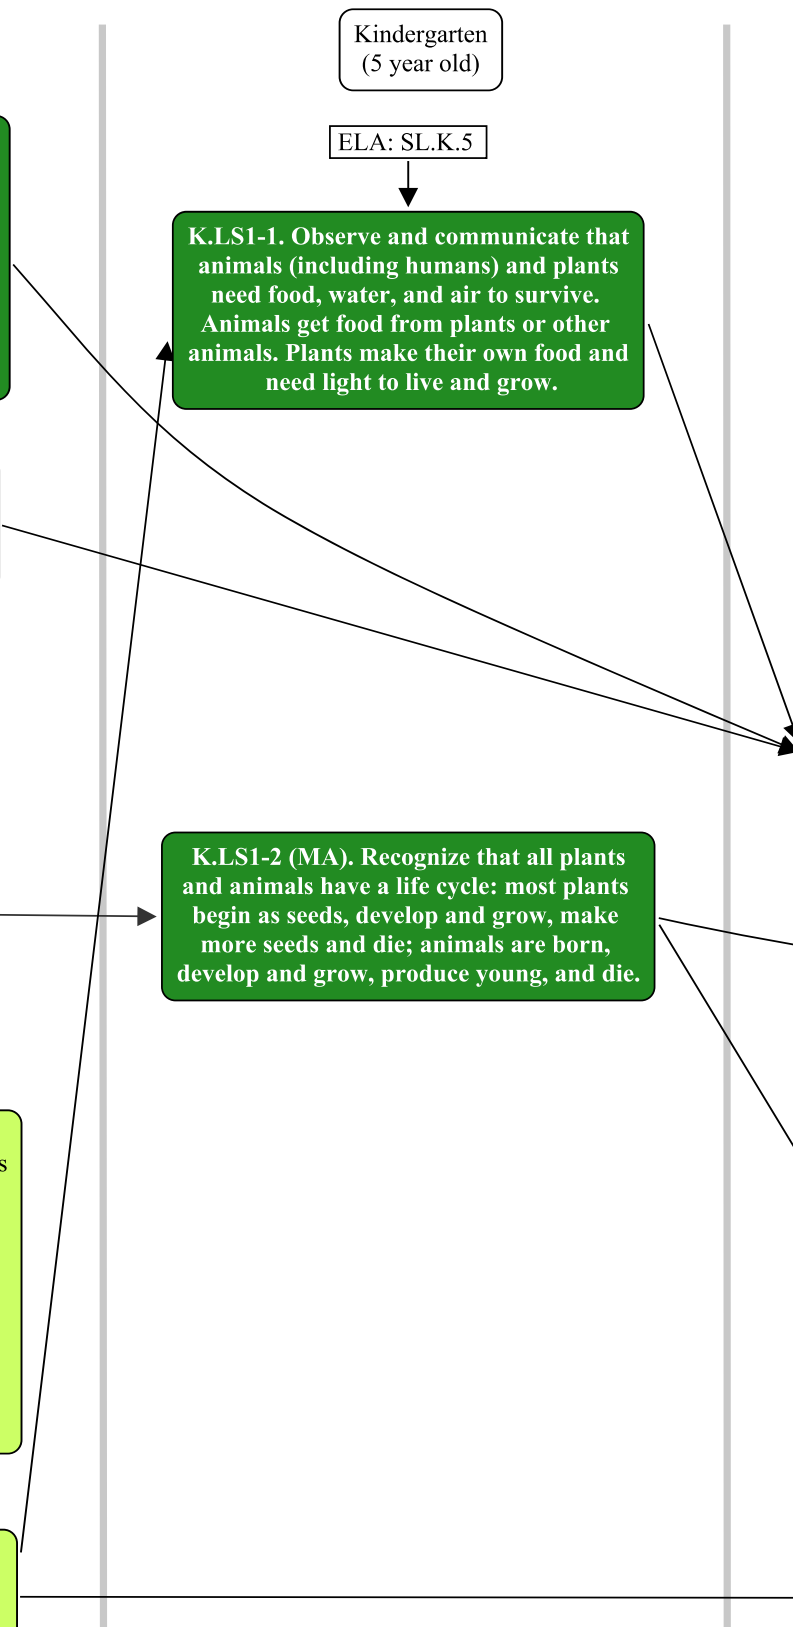 Kindergarten
(5 year old)
ELA: SL.K.5
K.LS1-1. Observe and communicate that
animals (including humans) and plants
need food, water, and air to survive.
Animals get food from plants or other
animals. Plants make their own food and
need light to live and grow.
K.LS1-2 (MA). Recognize that all plants
and animals have a life cycle: most plants
begin as seeds, develop and grow, make
more seeds and die; animals are born,
develop and grow, produce young, and die.
s